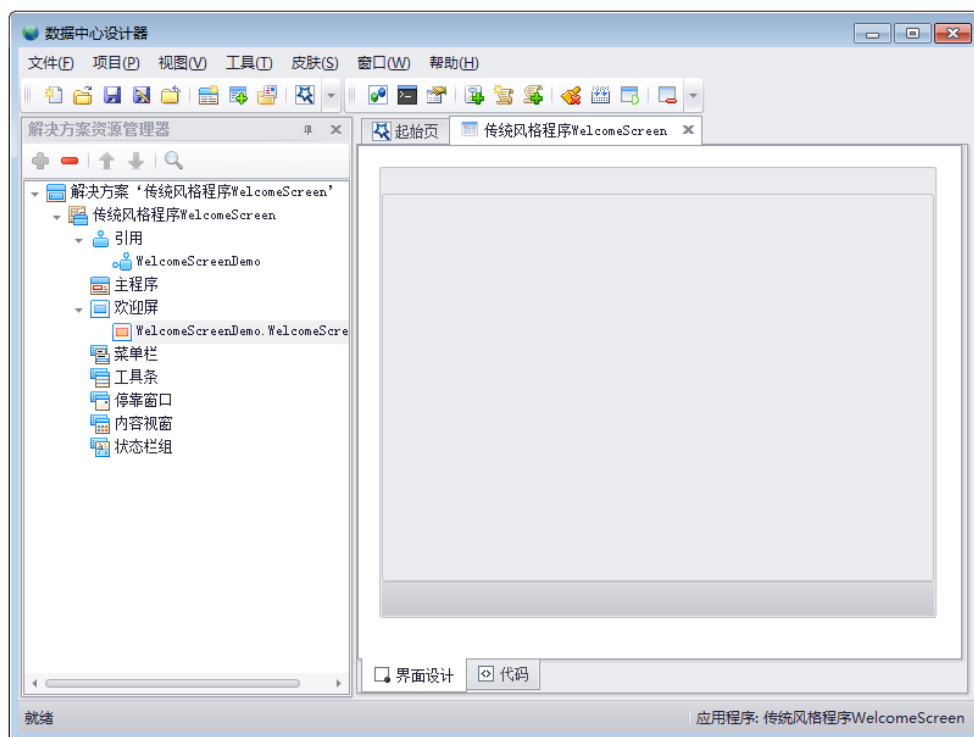 数据中心设计器
文件(F) 项目(P) 视图(V) 工具(T) 皮肤(S) 窗口(W) 帮助(H)
解决方案资源管理器
起始页 传统风格程序WelcomeScreen
解决方案‘传统风格程序WelcomeScreen’
传统风格程序WelcomeScreen
引用
WelcomeScreenDemo
主程序
欢迎屏
WelcomeScreenDemo.WelcomeScre
菜单栏
工具条
停靠窗口
内容视窗
状态栏组
界面设计 代码
就绪 应用程序: 传统风格程序WelcomeScreen